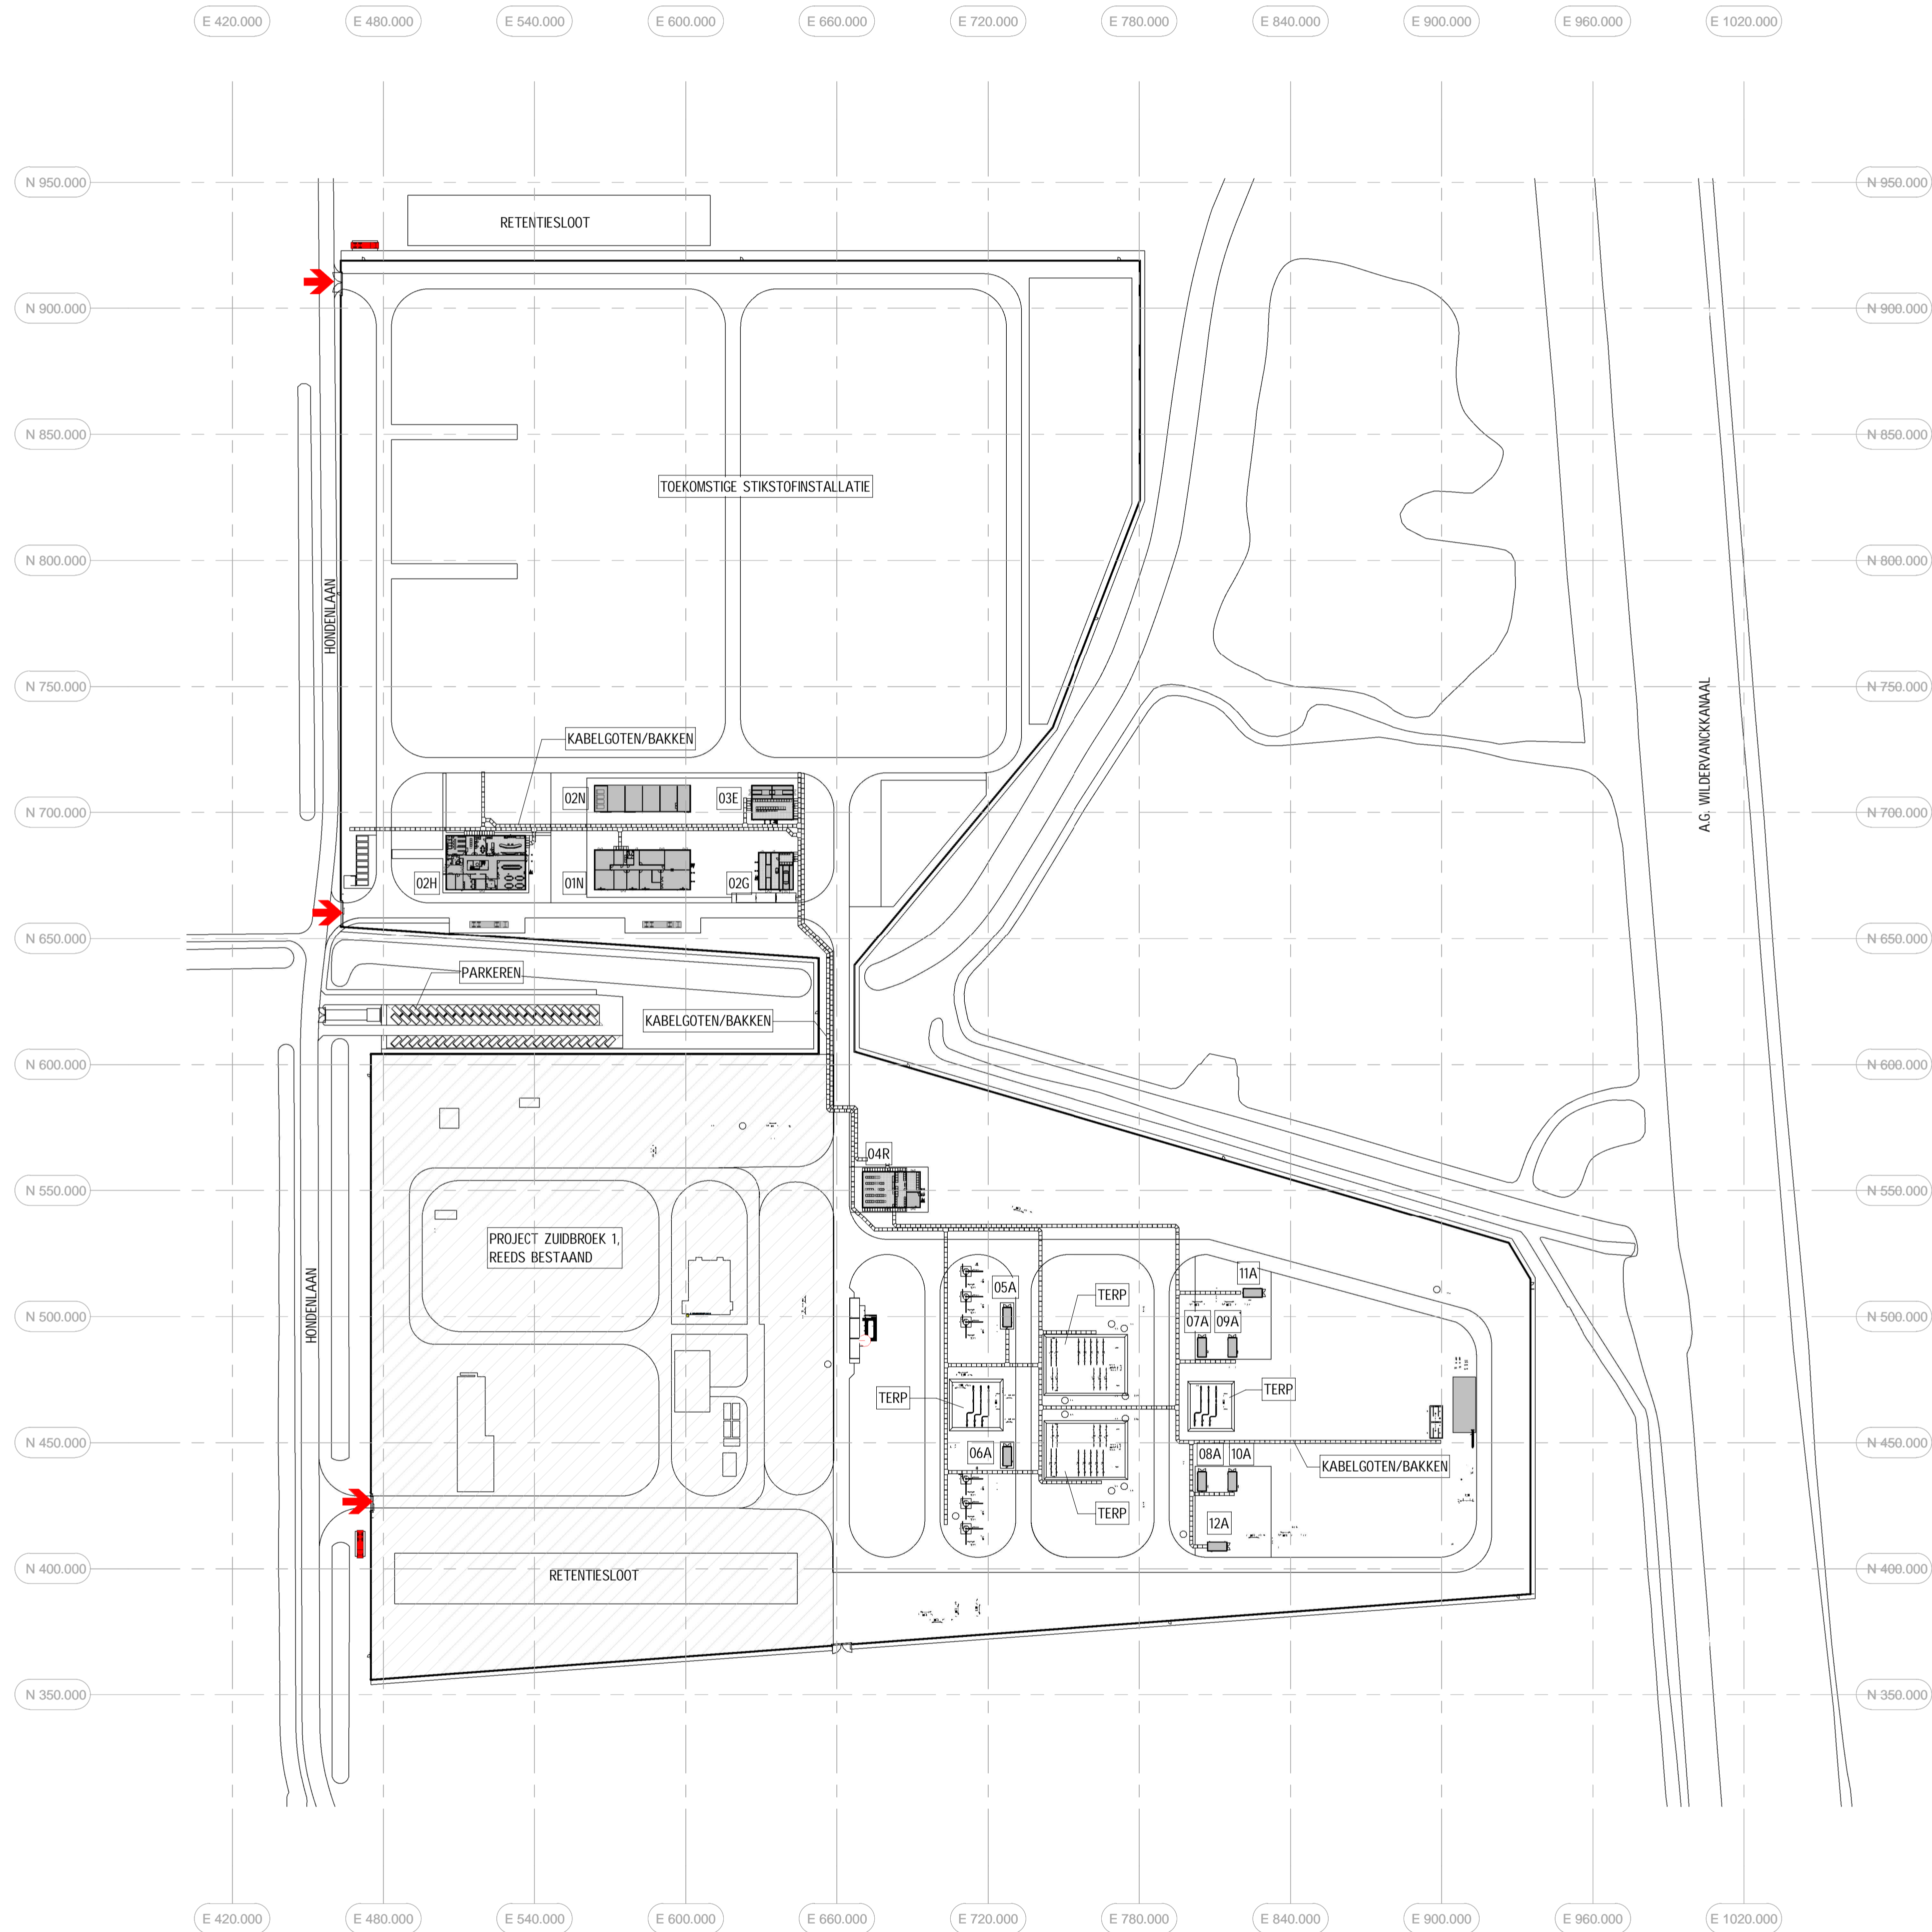 E 420.000 E 480.000 E 540.000 E 600.000 E 660.000 E 720.000 E 780.000 E 840.000 E 900.000 E 960.000 E 1020.000
N 950.000 N 950.000
RETENTIESLOOT
N 900.000 N 900.000
N 850.000 N 850.000
TOEKOMSTIGE STIKSTOFINSTALLATIE
N 800.000 N 800.000
HONDENLAAN
N 750.000 N 750.000
A.G. WILDERVANCKKANAAL
KABELGOTEN/BAKKEN
02N 03E
N 700.000 N 700.000
02H 01N 02G
N 650.000 N 650.000
PARKEREN
KABELGOTEN/BAKKEN
N 600.000 N 600.000
04R
N 550.000 N 550.000
PROJECT ZUIDBROEK 1,
REEDS BESTAAND
HONDENLAAN
11A
05A
TERP
N 500.000 N 500.000
07A 09A
TERP
TERP
N 450.000 N 450.000
06A
08A 10A
KABELGOTEN/BAKKEN
TERP
12A
RETENTIESLOOT
N 400.000 N 400.000
N 350.000 N 350.000
E 420.000 E 480.000 E 540.000 E 600.000 E 660.000 E 720.000 E 780.000 E 840.000 E 900.000 E 960.000 E 1020.000